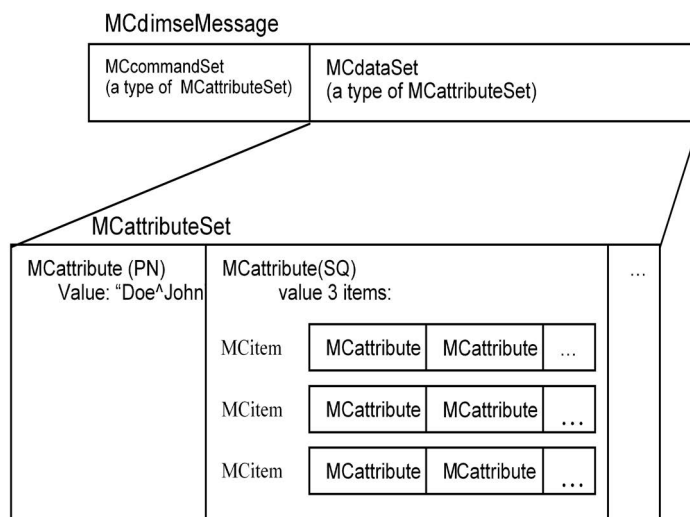 MCdimseMessage
MCcommandSet
(a type of MCattributeSet)
MCdataSet
(a type of MCattributeSet)
MCattributeSet
MCattribute (PN)
Value: “Doe^John
MCattribute(SQ)
value 3 items:
...
MCitem MCattribute MCattribute ...
MCitem MCattribute MCattribute ...
MCitem MCattribute MCattribute ...